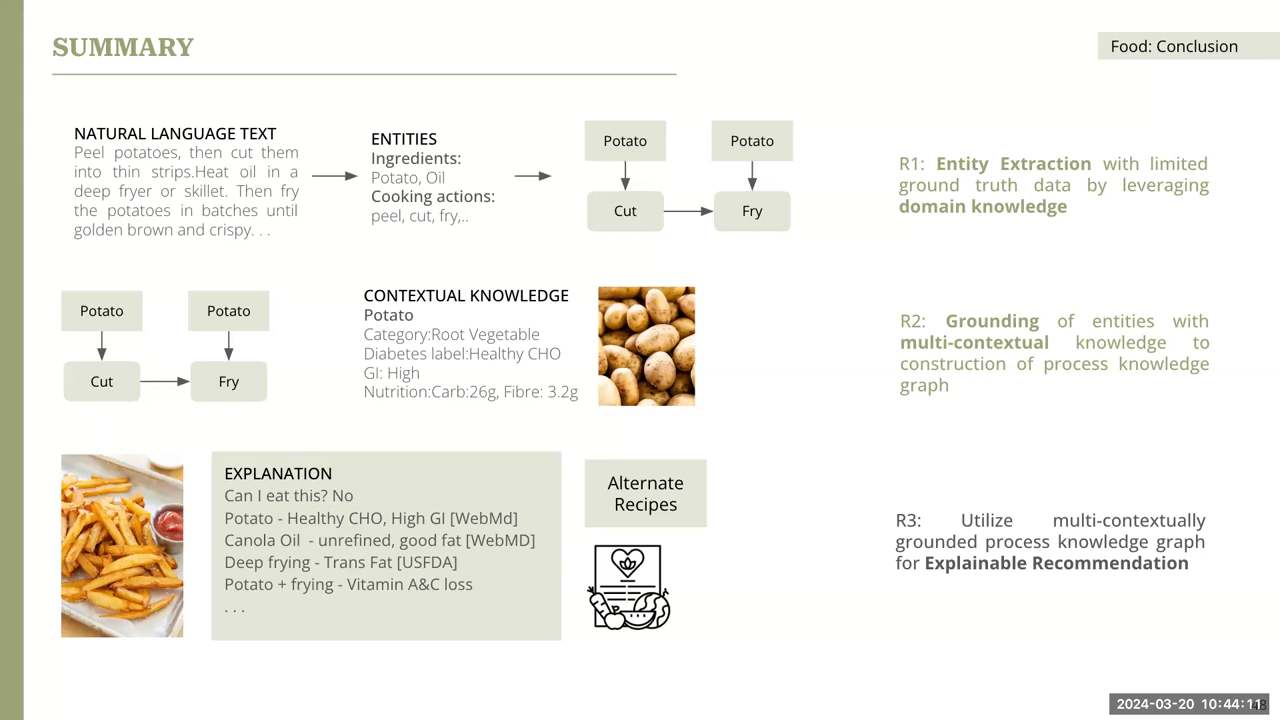 SUMMARY
Food: Conclusion
NATURAL LANGUAGE TEXT
Peel potatoes, then cut them
into thin strips.Heat oil in a
deep fryer or skillet. Then fry
the potatoes in batches until
golden brown and crispy. . .
ENTITIES
Ingredients:
Potato, Oil
Cooking actions:
peel, cut, fry,..
Potato
Potato
Cut
Fry
R1: Entity Extraction with limited
ground truth data by leveraging
domain knowledge
Potato
Potato
Cut
Fry
CONTEXTUAL KNOWLEDGE
Potato
Category:Root Vegetable
Diabetes label:Healthy CHO
GI: High
Nutrition:Carb:26g, Fibre: 3.2g
R2: Grounding of entities with
multi-contextual knowledge to
construction of process knowledge
graph
EXPLANATION
Can I eat this? No
Potato - Healthy CHO, High GI [WebMd]
Canola Oil - unrefined, good fat [WebMD]
Deep frying - Trans Fat [USFDA]
Potato + frying - Vitamin A&C loss
. . .
Alternate
Recipes
R3: Utilize multi-contextually
grounded process knowledge graph
for Explainable Recommendation
2024-03-20 10:44:11